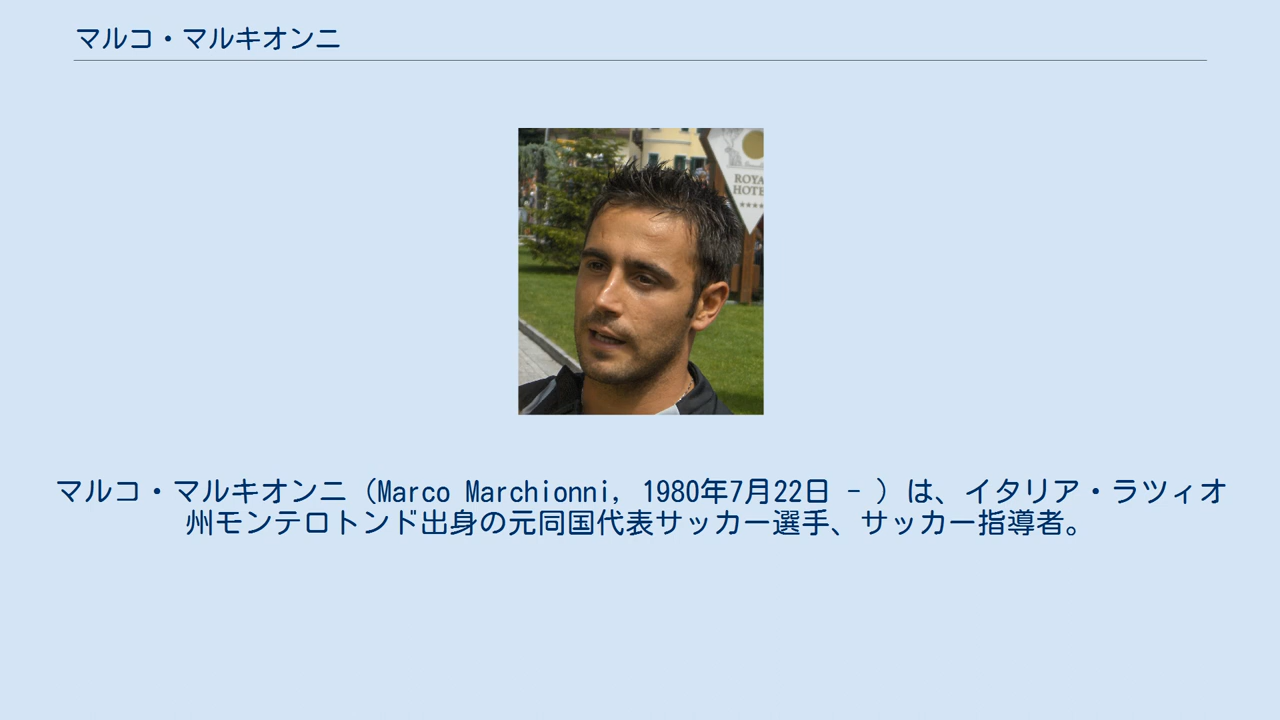 マルコ・マルキオンニ
ROYA
HOTE
★★★★
マルコ・マルキオンニ（Marco Marchionni, 1980年7月22日 - ）は、イタリア・ラツィオ
州モンテロトンド出身の元同国代表サッカー選手、サッカー指導者。